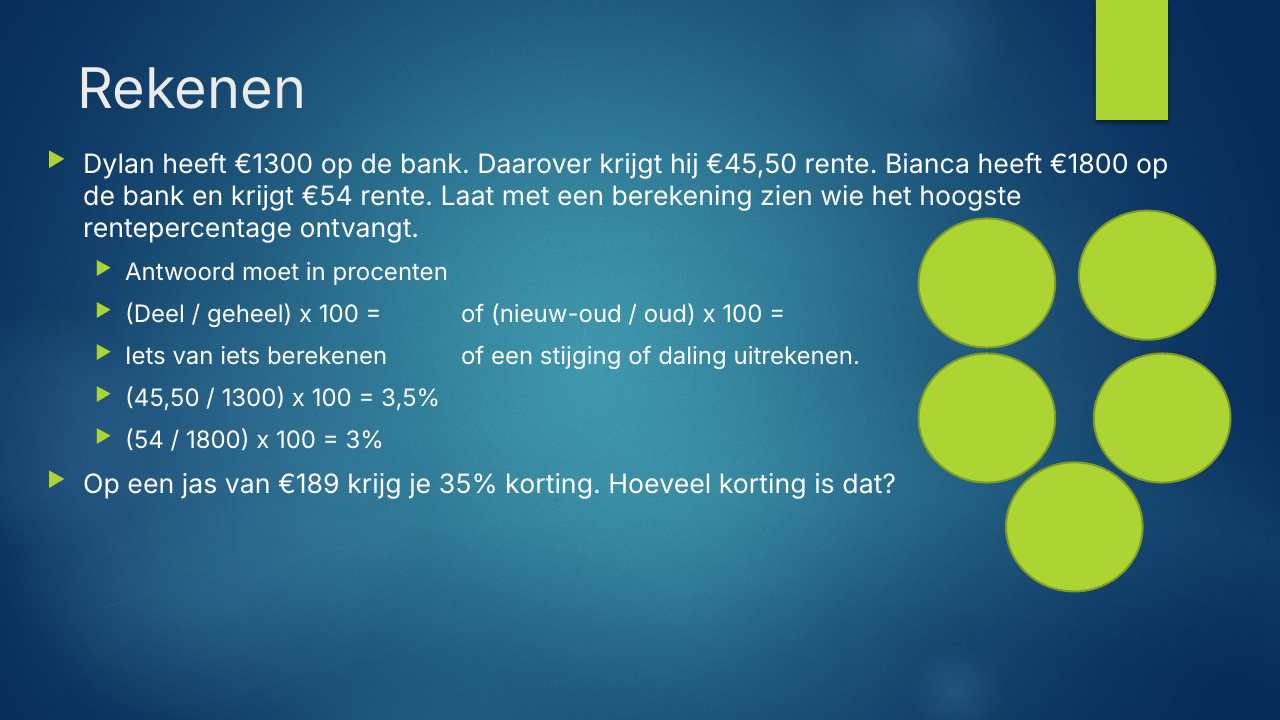 Rekenen
Dylan heeft €1300 op de bank. Daarover krijgt hij €45,50 rente. Bianca heeft €1800 op
de bank en krijgt €54 rente. Laat met een berekening zien wie het hoogste
rentepercentage ontvangt.
Antwoord moet in procenten
(Deel / geheel) x 100 = of (nieuw-oud / oud) x 100 =
Iets van iets berekenen of een stijging of daling uitrekenen.
(45,50 / 1300) x 100 = 3,5%
(54 / 1800) x 100 = 3%
Op een jas van €189 krijg je 35% korting. Hoeveel korting is dat?